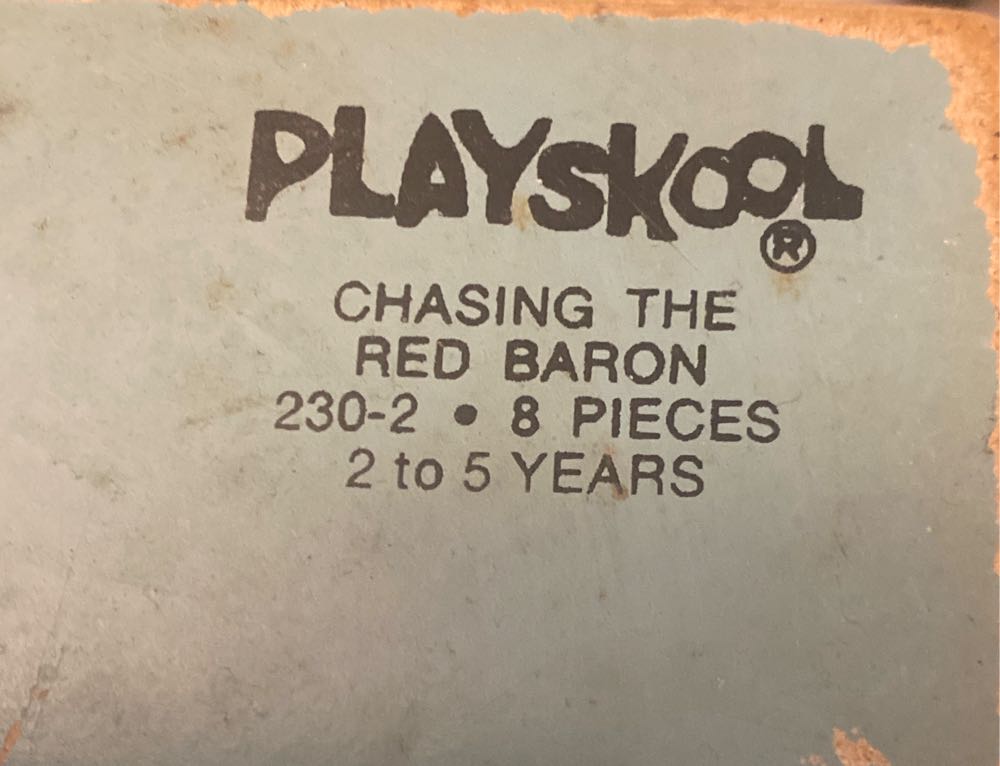 PLAYSKOOL
®
CHASING THE
RED BARON
230-2 • 8 PIECES
2 to 5 YEARS